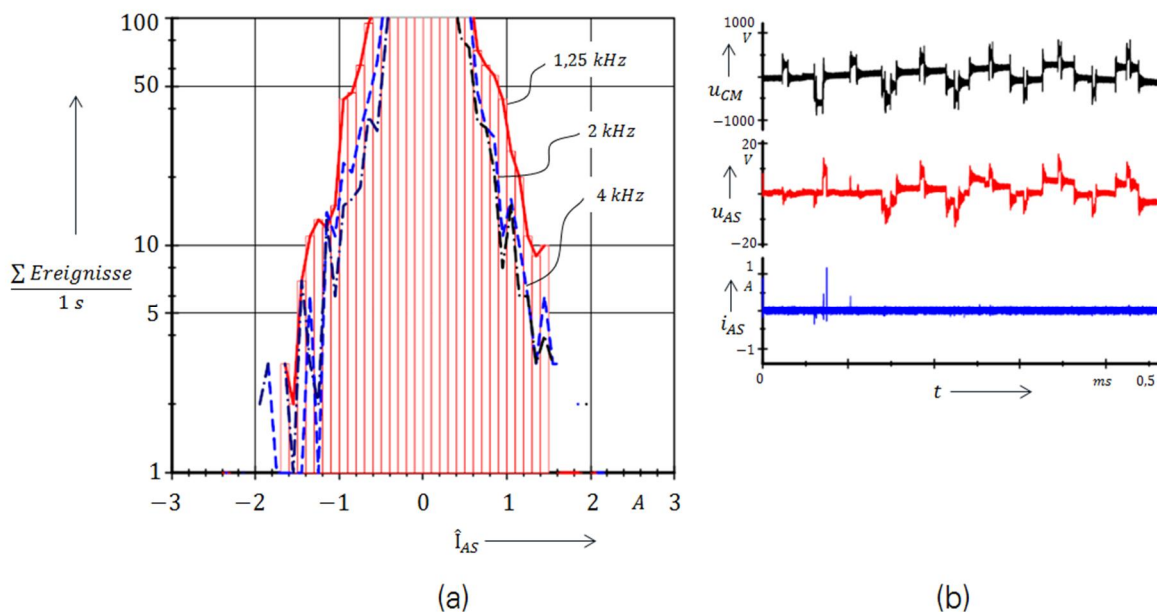 100
50
10
5
1
∑ Ereignisse
1 s
−3 −2 −1 0 1 2 A 3
Î_AS
1,25 kHz
2 kHz
4 kHz
(a)
1000
V
u_CM
−1000
20
V
u_AS
−20
1
A
i_AS
−1
0 ms 0,5
t
(b)